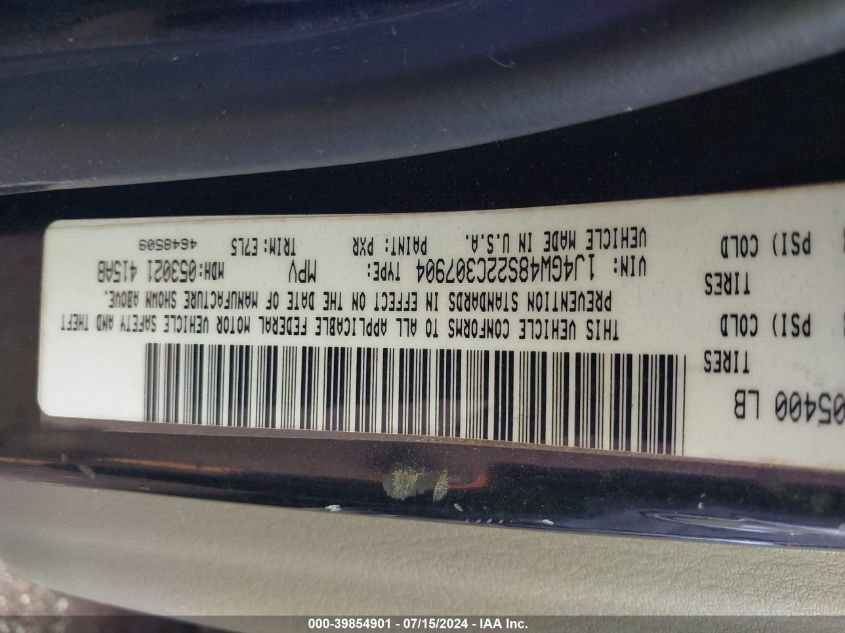 05400 LB
TIRES
PSI) COLD
TIRES
PSI) COLD
THIS VEHICLE CONFORMS TO ALL APPLICABLE FEDERAL MOTOR VEHICLE SAFETY AND THEFT
PREVENTION STANDARDS IN EFFECT ON THE DATE OF MANUFACTURE SHOWN ABOVE.
VIN: 1J4GW48S22C307904 TYPE: MPV MDH:053021 415AB
VEHICLE MADE IN U.S.A. PAINT: PXR TRIM:E7L5 4648509
000-39854901 - 07/15/2024 - IAA Inc.